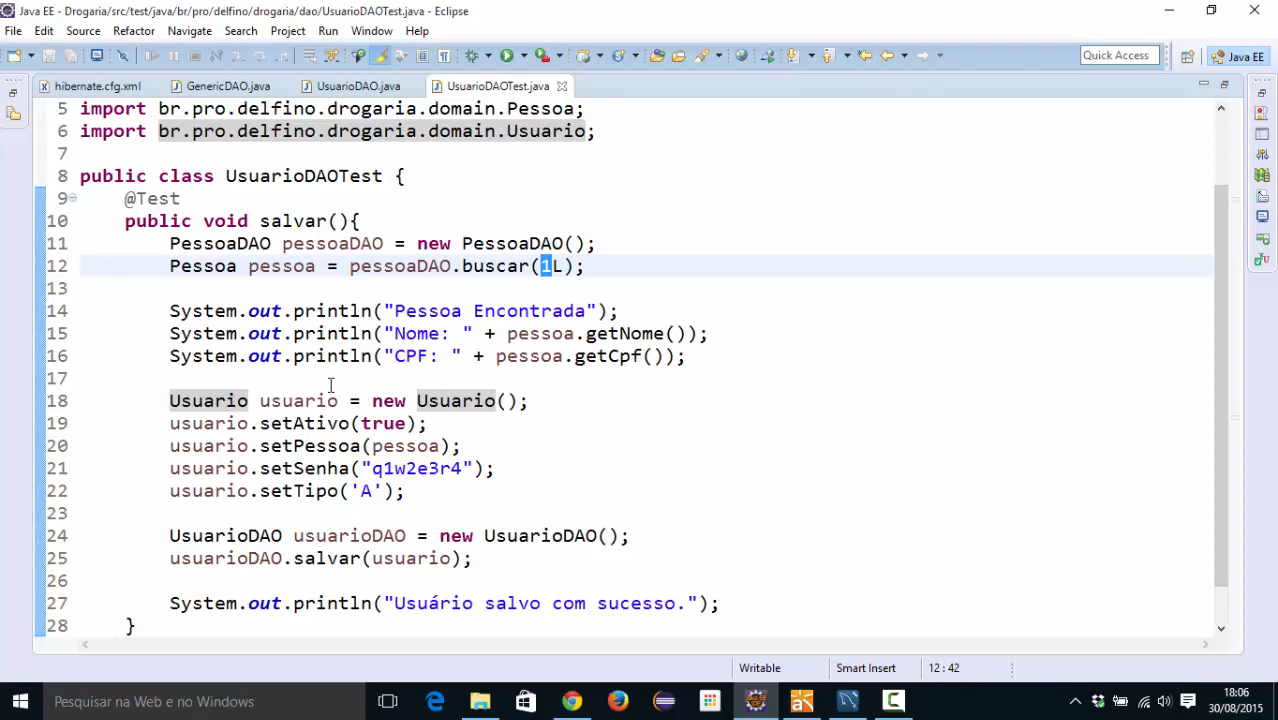 Java EE - Drogaria/src/test/java/br/pro/delfino/drogaria/dao/UsuarioDAOTest.java - Eclipse
File Edit Source Refactor Navigate Search Project Run Window Help
Quick Access
Java EE
hibernate.cfg.xml GenericDAO.java UsuarioDAO.java UsuarioDAOTest.java
5 import br.pro.delfino.drogaria.domain.Pessoa;
6 import br.pro.delfino.drogaria.domain.Usuario;
7
8 public class UsuarioDAOTest {
9 @Test
10 public void salvar(){
11 PessoaDAO pessoaDAO = new PessoaDAO();
12 Pessoa pessoa = pessoaDAO.buscar(1L);
13
14 System.out.println("Pessoa Encontrada");
15 System.out.println("Nome: " + pessoa.getNome());
16 System.out.println("CPF: " + pessoa.getCpf());
17
18 Usuario usuario = new Usuario();
19 usuario.setAtivo(true);
20 usuario.setPessoa(pessoa);
21 usuario.setSenha("q1w2e3r4");
22 usuario.setTipo('A');
23
24 UsuarioDAO usuarioDAO = new UsuarioDAO();
25 usuarioDAO.salvar(usuario);
26
27 System.out.println("Usuário salvo com sucesso.");
28 }
Writable Smart Insert 12 : 42
Pesquisar na Web e no Windows
18:06
30/08/2015